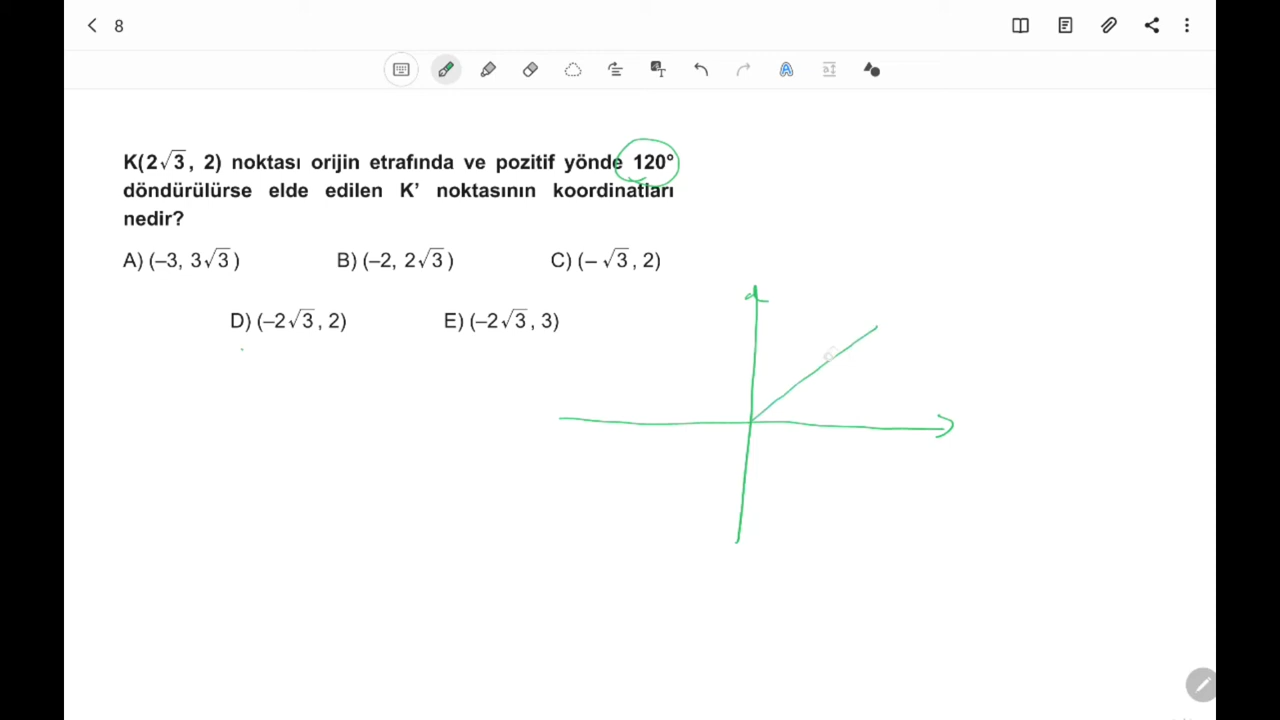 8
K(2√3, 2) noktası orijin etrafında ve pozitif yönde 120°
döndürülürse elde edilen K’ noktasının koordinatları
nedir?
A) (–3, 3√3) B) (–2, 2√3) C) (–√3, 2)
D) (–2√3, 2) E) (–2√3, 3)